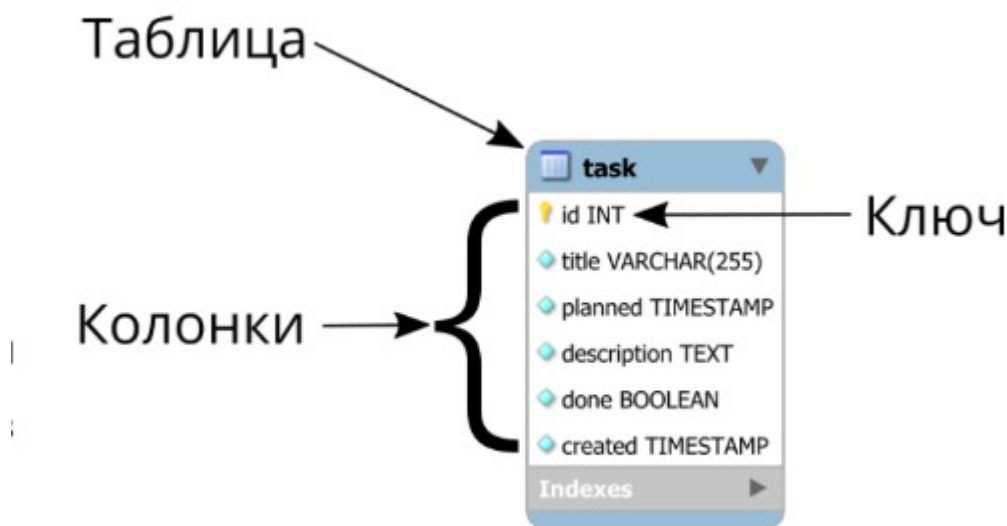 Таблица
task
id INT
Ключ
title VARCHAR(255)
planned TIMESTAMP
Колонки
description TEXT
done BOOLEAN
created TIMESTAMP
Indexes